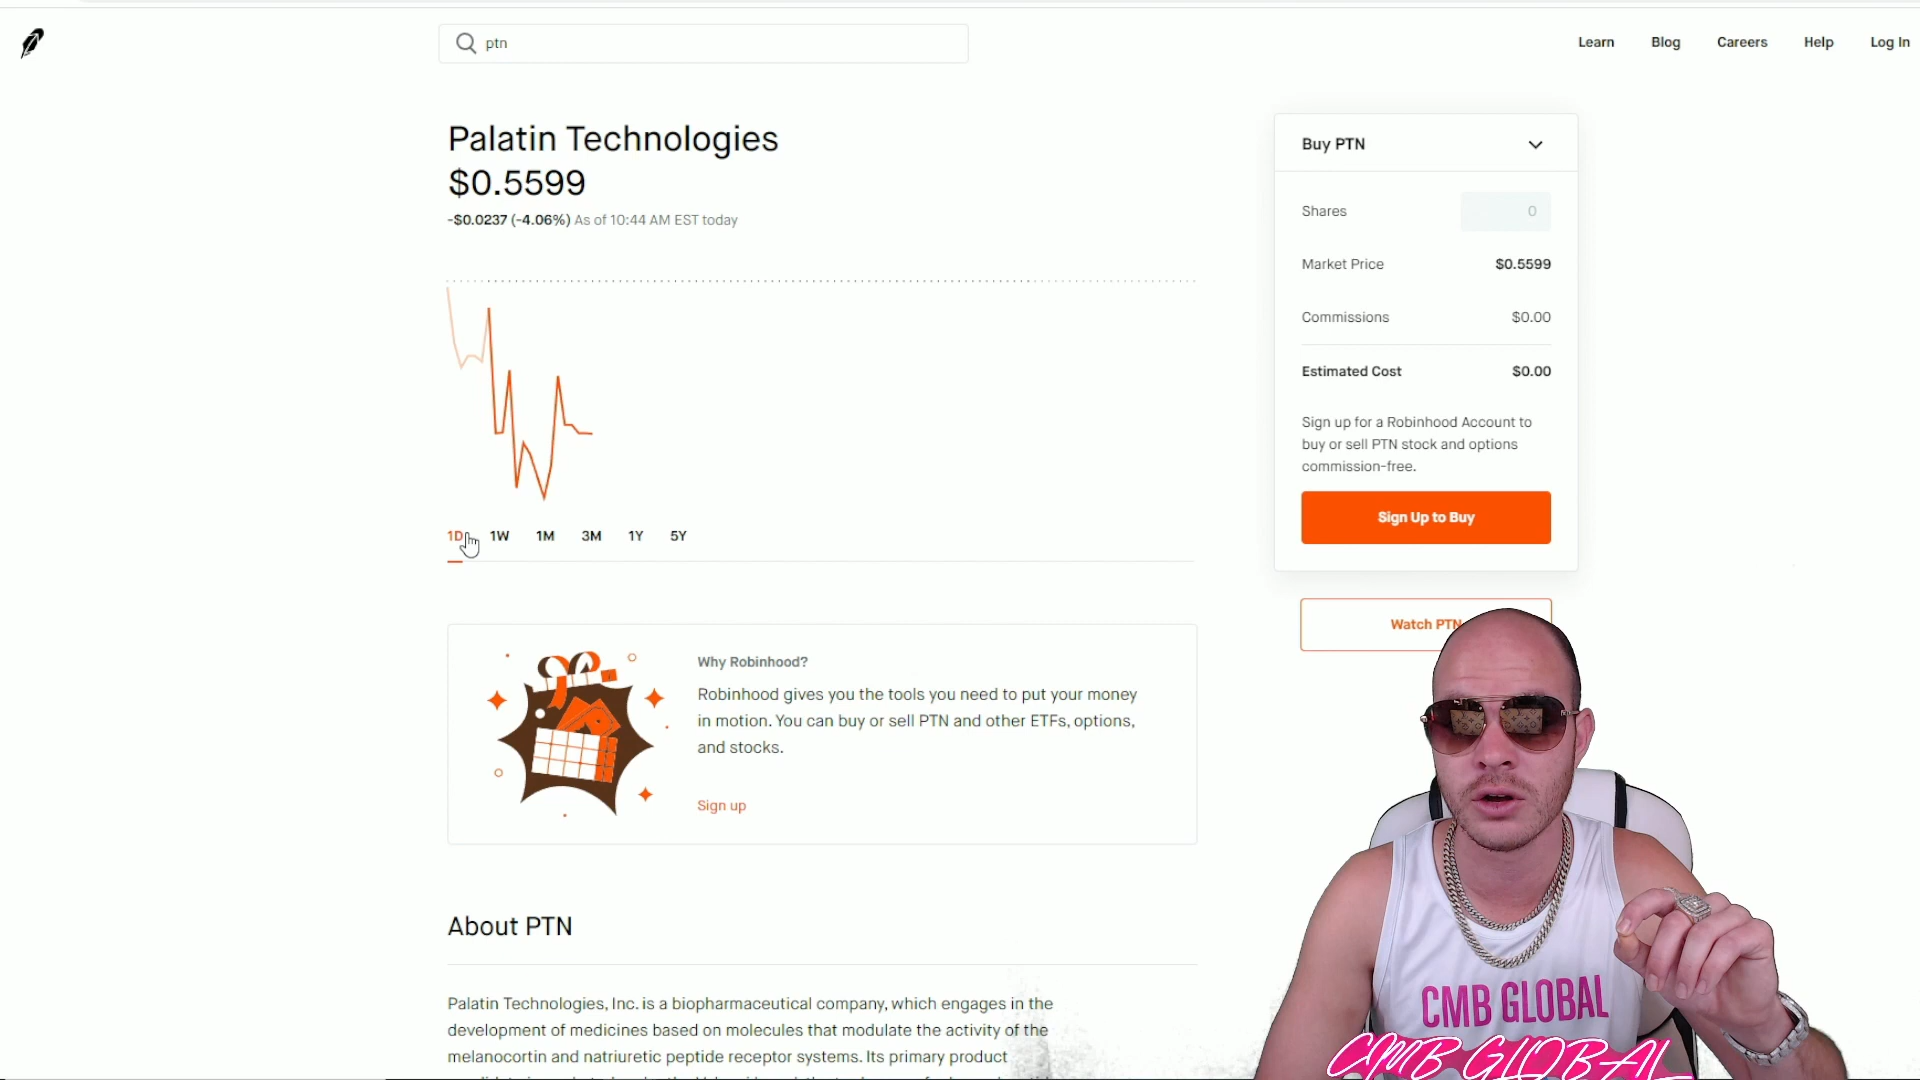 ptn
Learn Blog Careers Help Log In
Palatin Technologies
$0.5599
-$0.0237 (-4.06%) As of 10:44 AM EST today
1D 1W 1M 3M 1Y 5Y
Buy PTN
Shares 0
Market Price $0.5599
Commissions $0.00
Estimated Cost $0.00
Sign up for a Robinhood Account to
buy or sell PTN stock and options
commission-free.
Sign Up to Buy
Watch PTN
Why Robinhood?
Robinhood gives you the tools you need to put your money
in motion. You can buy or sell PTN and other ETFs, options,
and stocks.
Sign up
About PTN
Palatin Technologies, Inc. is a biopharmaceutical company, which engages in the
development of medicines based on molecules that modulate the activity of the
melanocortin and natriuretic peptide receptor systems. Its primary product
CMB GLOBAL
CMB GLOBAL